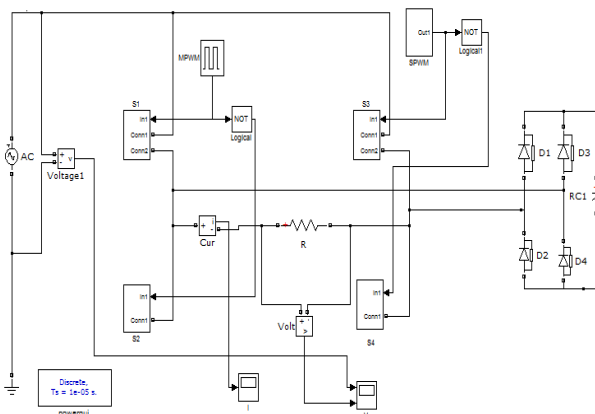 MPWM
Out1
SPWM
NOT
Logical1
S1
In1
Conn1
Conn2
NOT
Logical
S3
In1
Conn1
Conn2
AC
+
-
v
Voltage1
D1
D3
RC1
+
-
i
Cur
+
R
D2
D4
In1
Conn1
S2
Volt
+
In1
Conn1
S4
Discrete,
Ts = 1e-05 s.
I